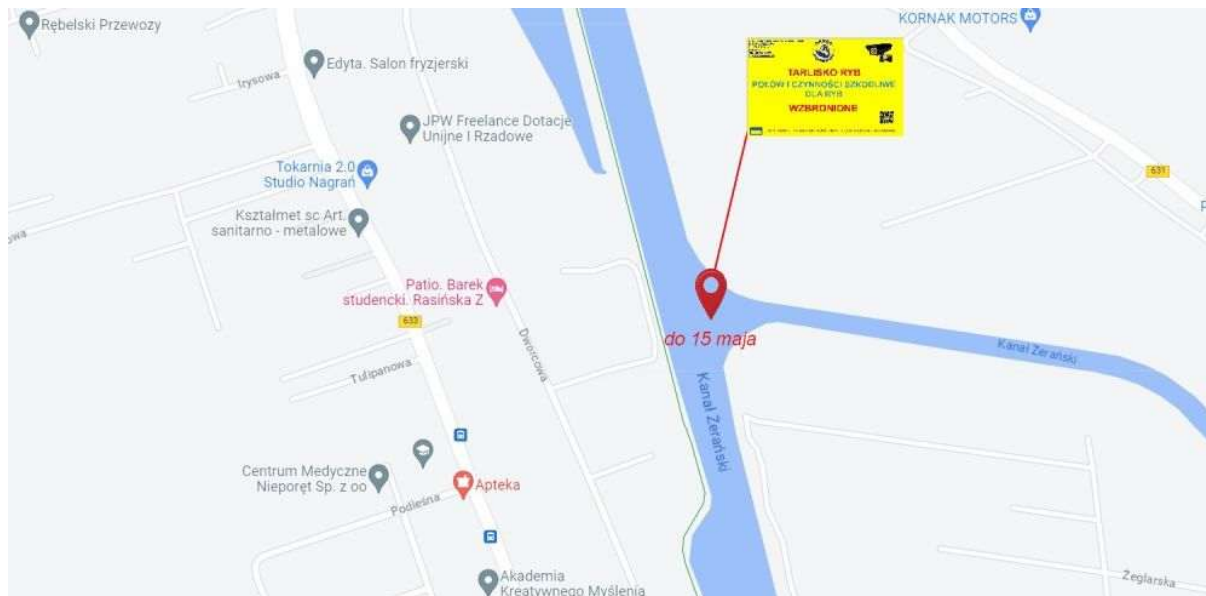 Rębelski Przewozy
KORNAK MOTORS
Edyta. Salon fryzjerski
Irysowa
TARLISKO RYB
POŁÓW I CZYNNOŚCI SZKODLIWE
DLA RYB
WZBRONIONE
JPW Freelance Dotacje
Unijne I Rządowe
Tokarnia 2.0
Studio Nagrań
631
Kształmet sc Art.
sanitarno - metalowe
owa
P
Patio. Barek
studencki. Rasińska Z
633
do 15 maja
Dworcowa
Kanał Żerański
Tulipanowa
Kanał Żerański
Centrum Medyczne
Nieporęt Sp. z oo
Apteka
Podleśna
Akademia
Kreatywnego Myślenia
Żeglarska